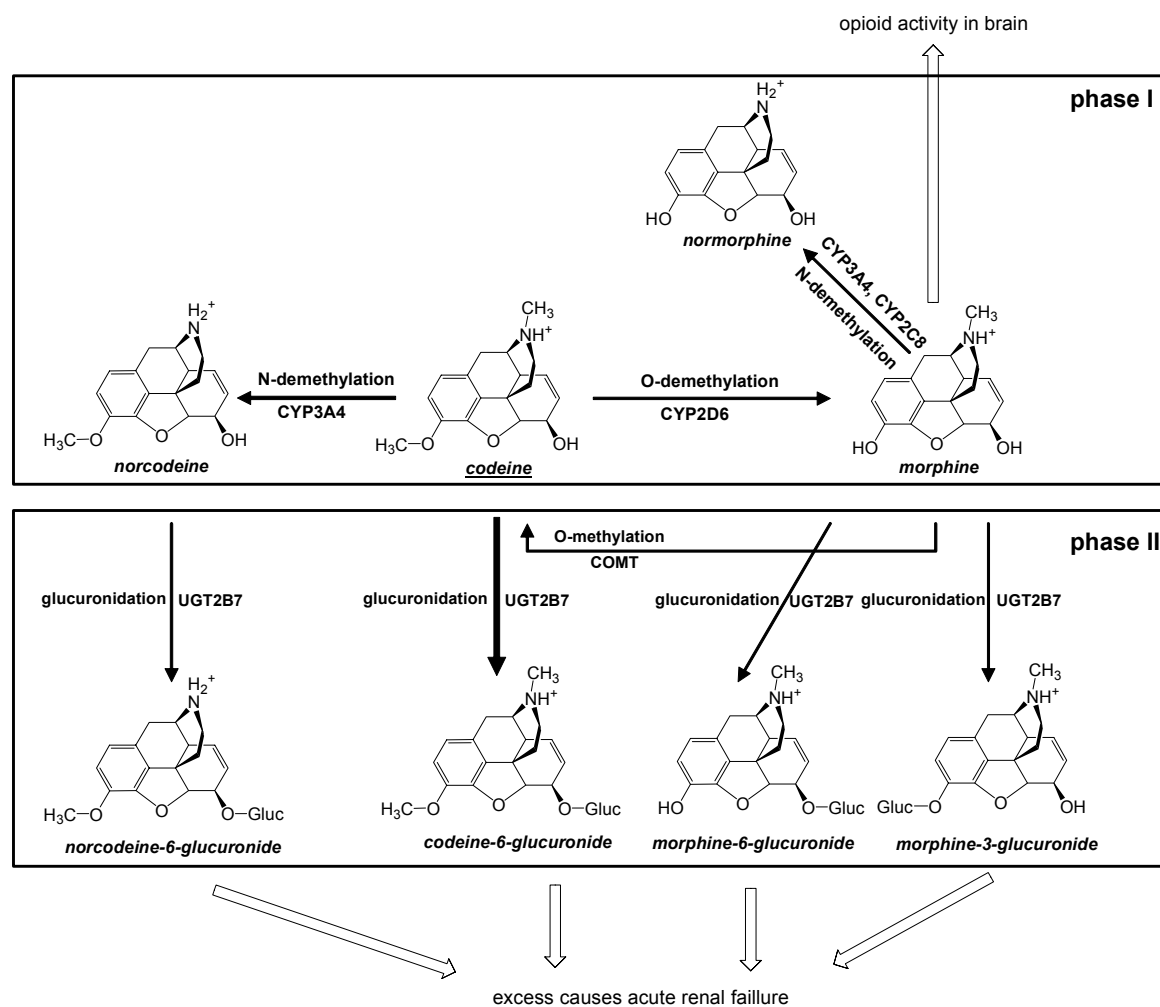 opioid activity in brain
phase I
H2+
N
HO
O
OH
normorphine
CYP3A4, CYP2C8
N-demethylation
NH2+
CH3
NH+
CH3
NH+
N-demethylation
CYP3A4
O-demethylation
CYP2D6
H3C–O
O
OH
norcodeine
H3C–O
O
OH
codeine
HO
O
OH
morphine
phase II
O-methylation
COMT
glucuronidation UGT2B7
glucuronidation UGT2B7
glucuronidation UGT2B7
glucuronidation UGT2B7
H2+
N
CH3
NH+
CH3
NH+
CH3
NH+
H3C–O
O
O–Gluc
norcodeine-6-glucuronide
H3C–O
O
O–Gluc
codeine-6-glucuronide
HO
O
O–Gluc
morphine-6-glucuronide
Gluc–O
O
OH
morphine-3-glucuronide
excess causes acute renal faillure